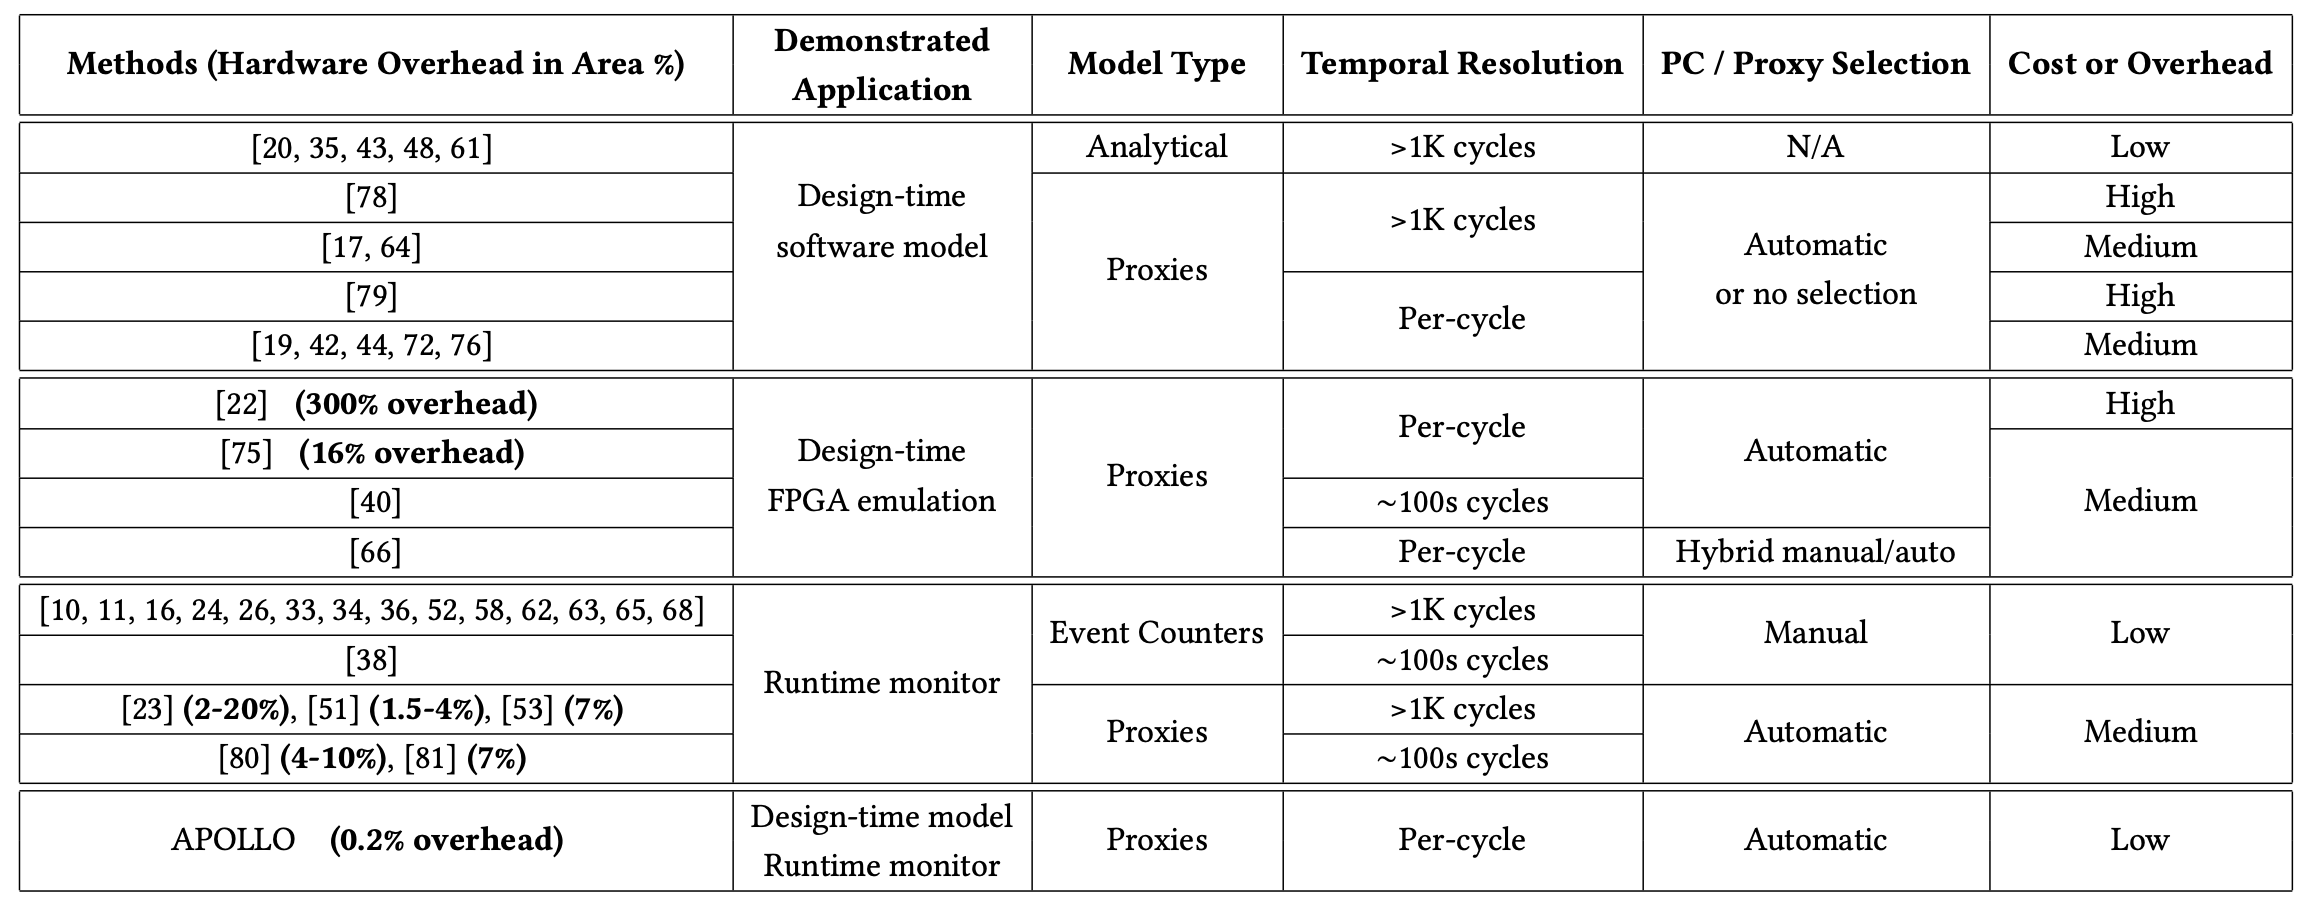 Methods (Hardware Overhead in Area %)
Demonstrated
Application
Model Type
Temporal Resolution
PC / Proxy Selection
Cost or Overhead
[20, 35, 43, 48, 61]
Design-time
software model
Analytical
>1K cycles
N/A
Low
[78]
Proxies
>1K cycles
Automatic
or no selection
High
[17, 64]
Medium
[79]
Per-cycle
High
[19, 42, 44, 72, 76]
Medium
[22] (300% overhead)
Design-time
FPGA emulation
Proxies
Per-cycle
Automatic
High
[75] (16% overhead)
Medium
[40]
~100s cycles
[66]
Per-cycle
Hybrid manual/auto
[10, 11, 16, 24, 26, 33, 34, 36, 52, 58, 62, 63, 65, 68]
Runtime monitor
Event Counters
>1K cycles
Manual
Low
[38]
~100s cycles
[23] (2-20%), [51] (1.5-4%), [53] (7%)
Proxies
>1K cycles
Automatic
Medium
[80] (4-10%), [81] (7%)
~100s cycles
APOLLO (0.2% overhead)
Design-time model
Runtime monitor
Proxies
Per-cycle
Automatic
Low